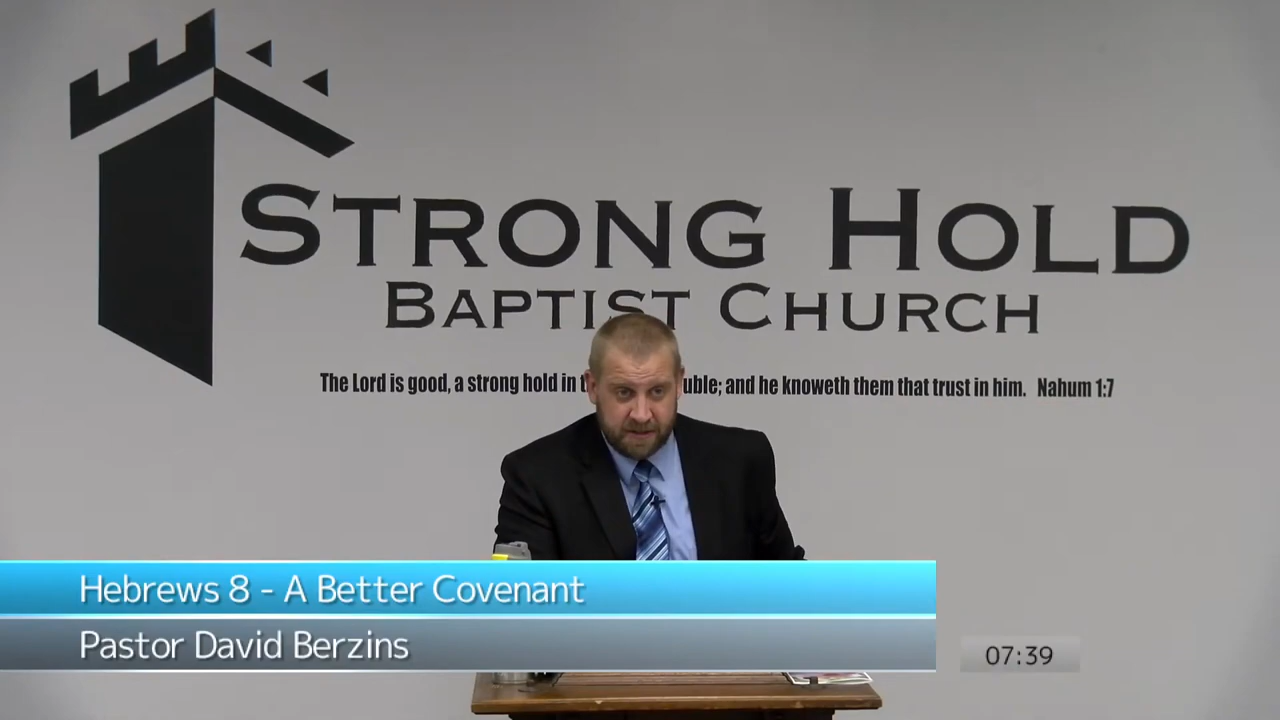 STRONG HOLD
BAPTIST CHURCH
The Lord is good, a strong hold in uble; and he knoweth them that trust in him. Nahum 1:7
Hebrews 8 - A Better Covenant
Pastor David Berzins
07:39